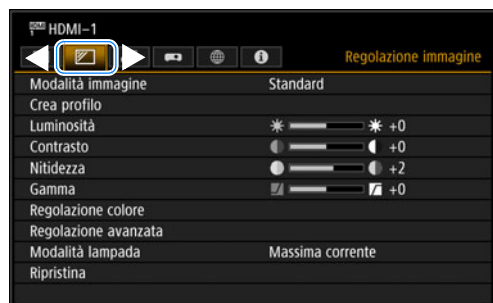 HDMI-1
Regolazione immagine
Modalità immagine Standard
Crea profilo
Luminosità +0
Contrasto +0
Nitidezza +2
Gamma +0
Regolazione colore
Regolazione avanzata
Modalità lampada Massima corrente
Ripristina